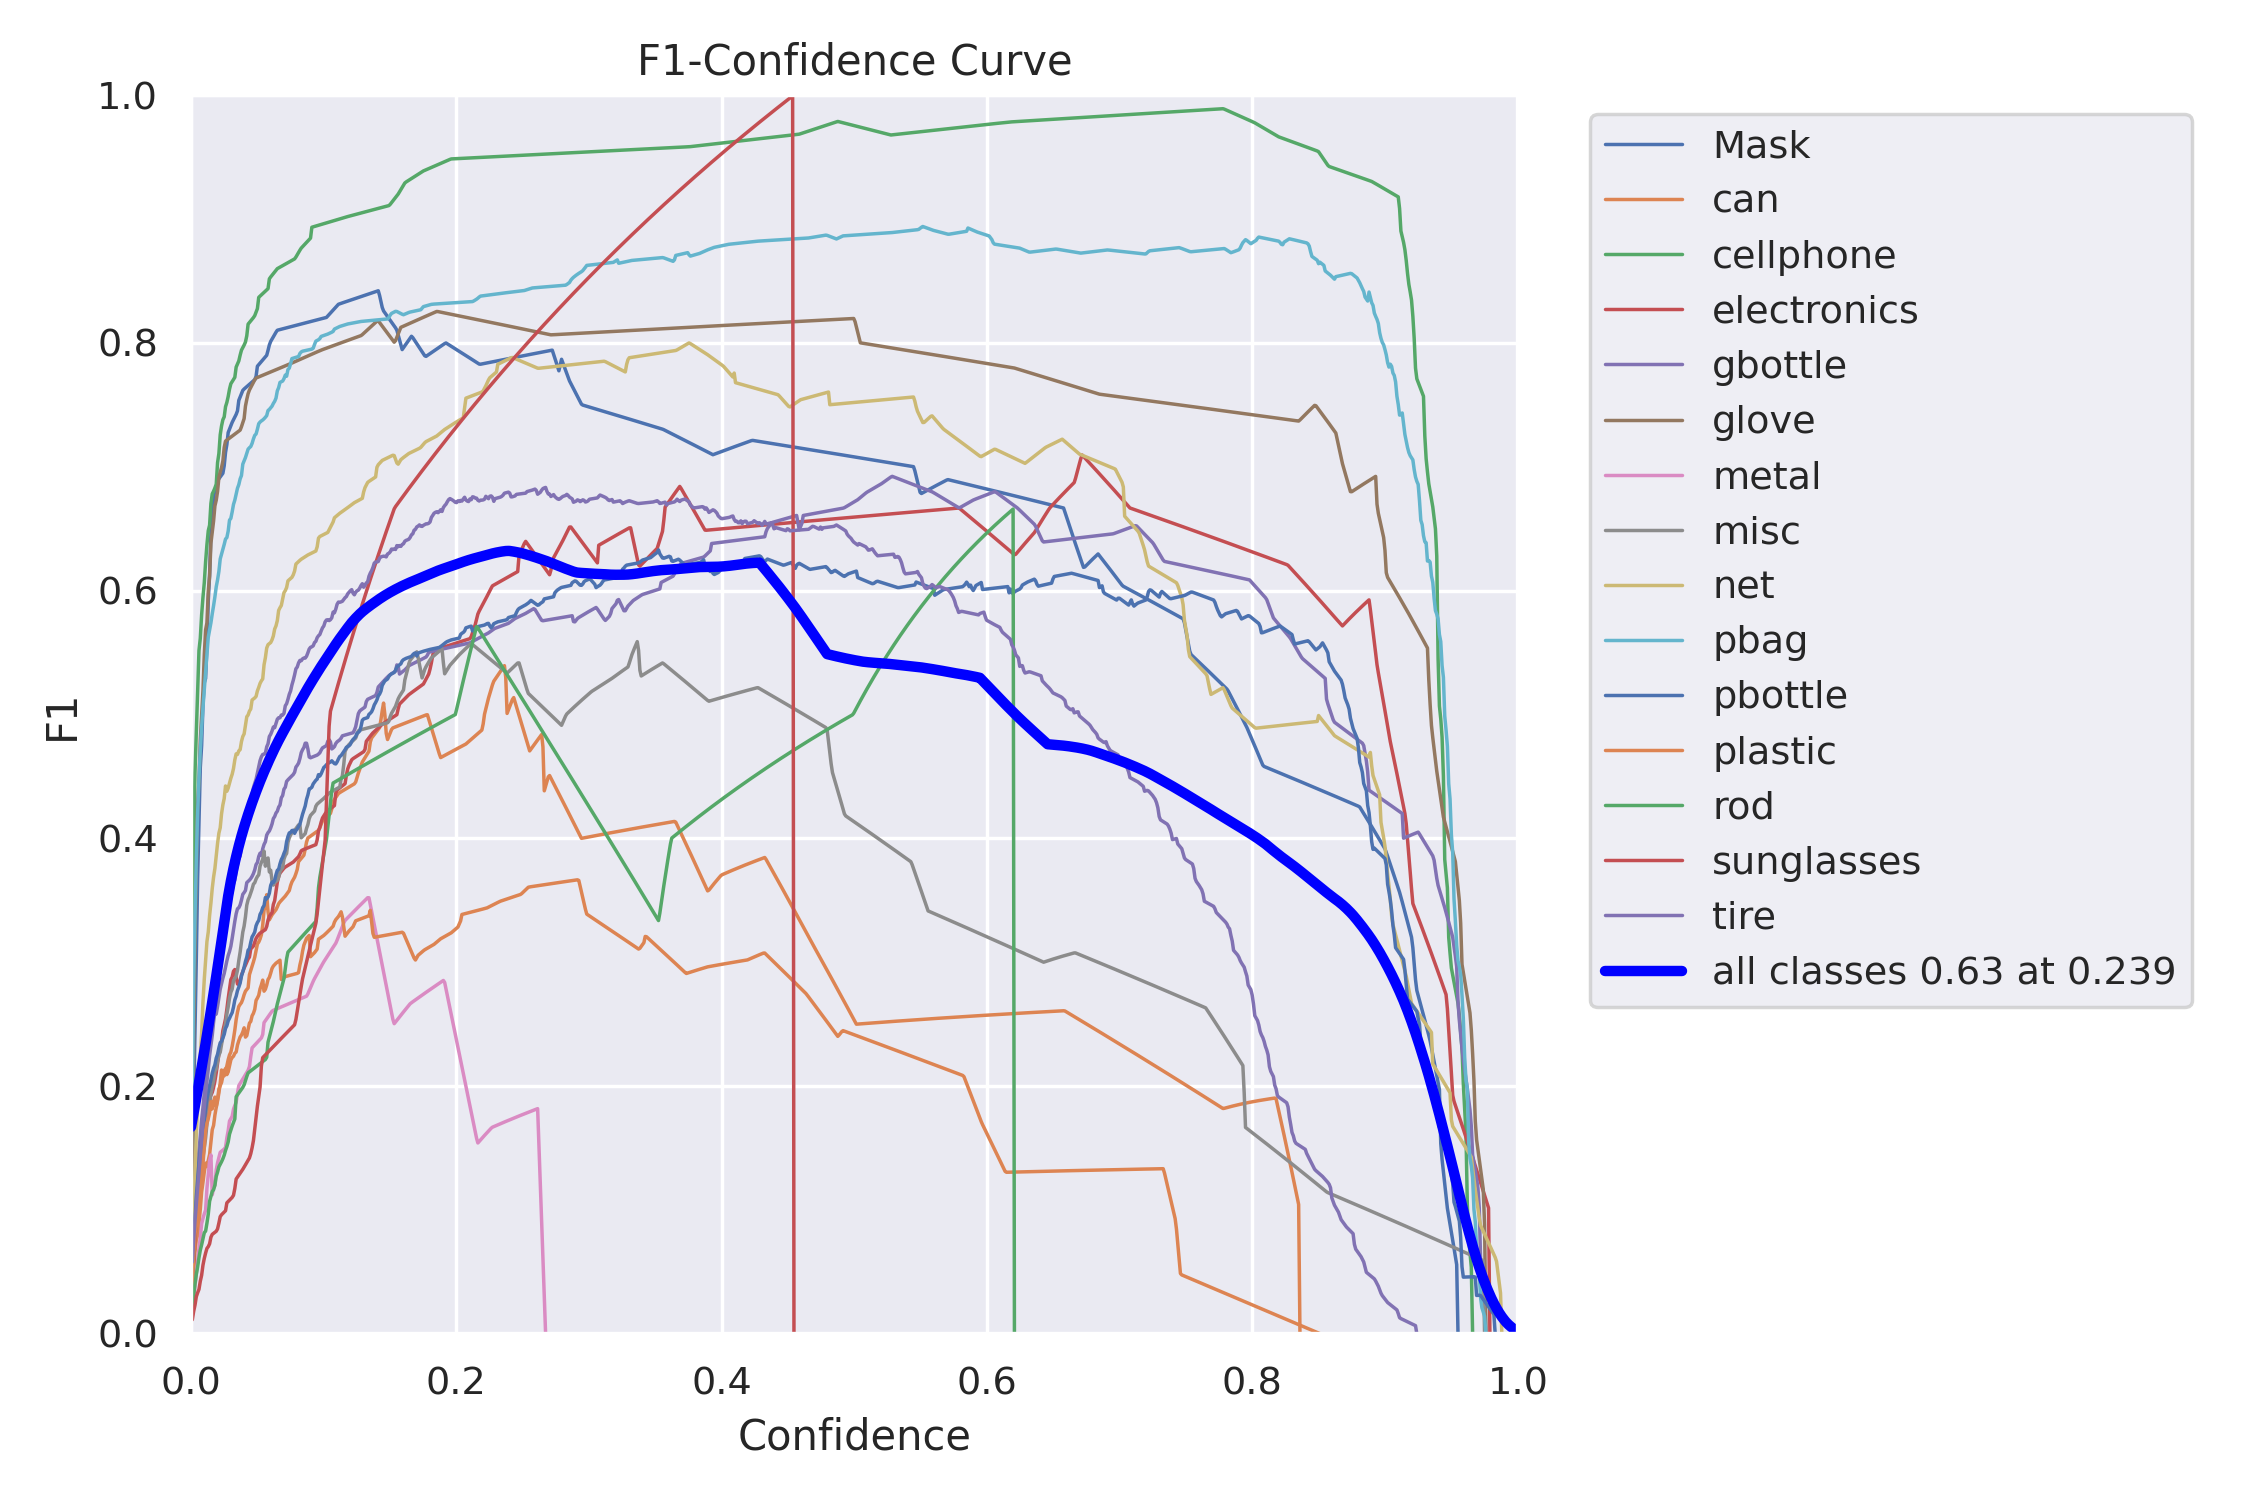 F1-Confidence Curve
1.0
0.8
0.6
0.4
0.2
0.0
F1
0.0 0.2 0.4 0.6 0.8 1.0
Confidence
Mask
can
cellphone
electronics
gbottle
glove
metal
misc
net
pbag
pbottle
plastic
rod
sunglasses
tire
all classes 0.63 at 0.239